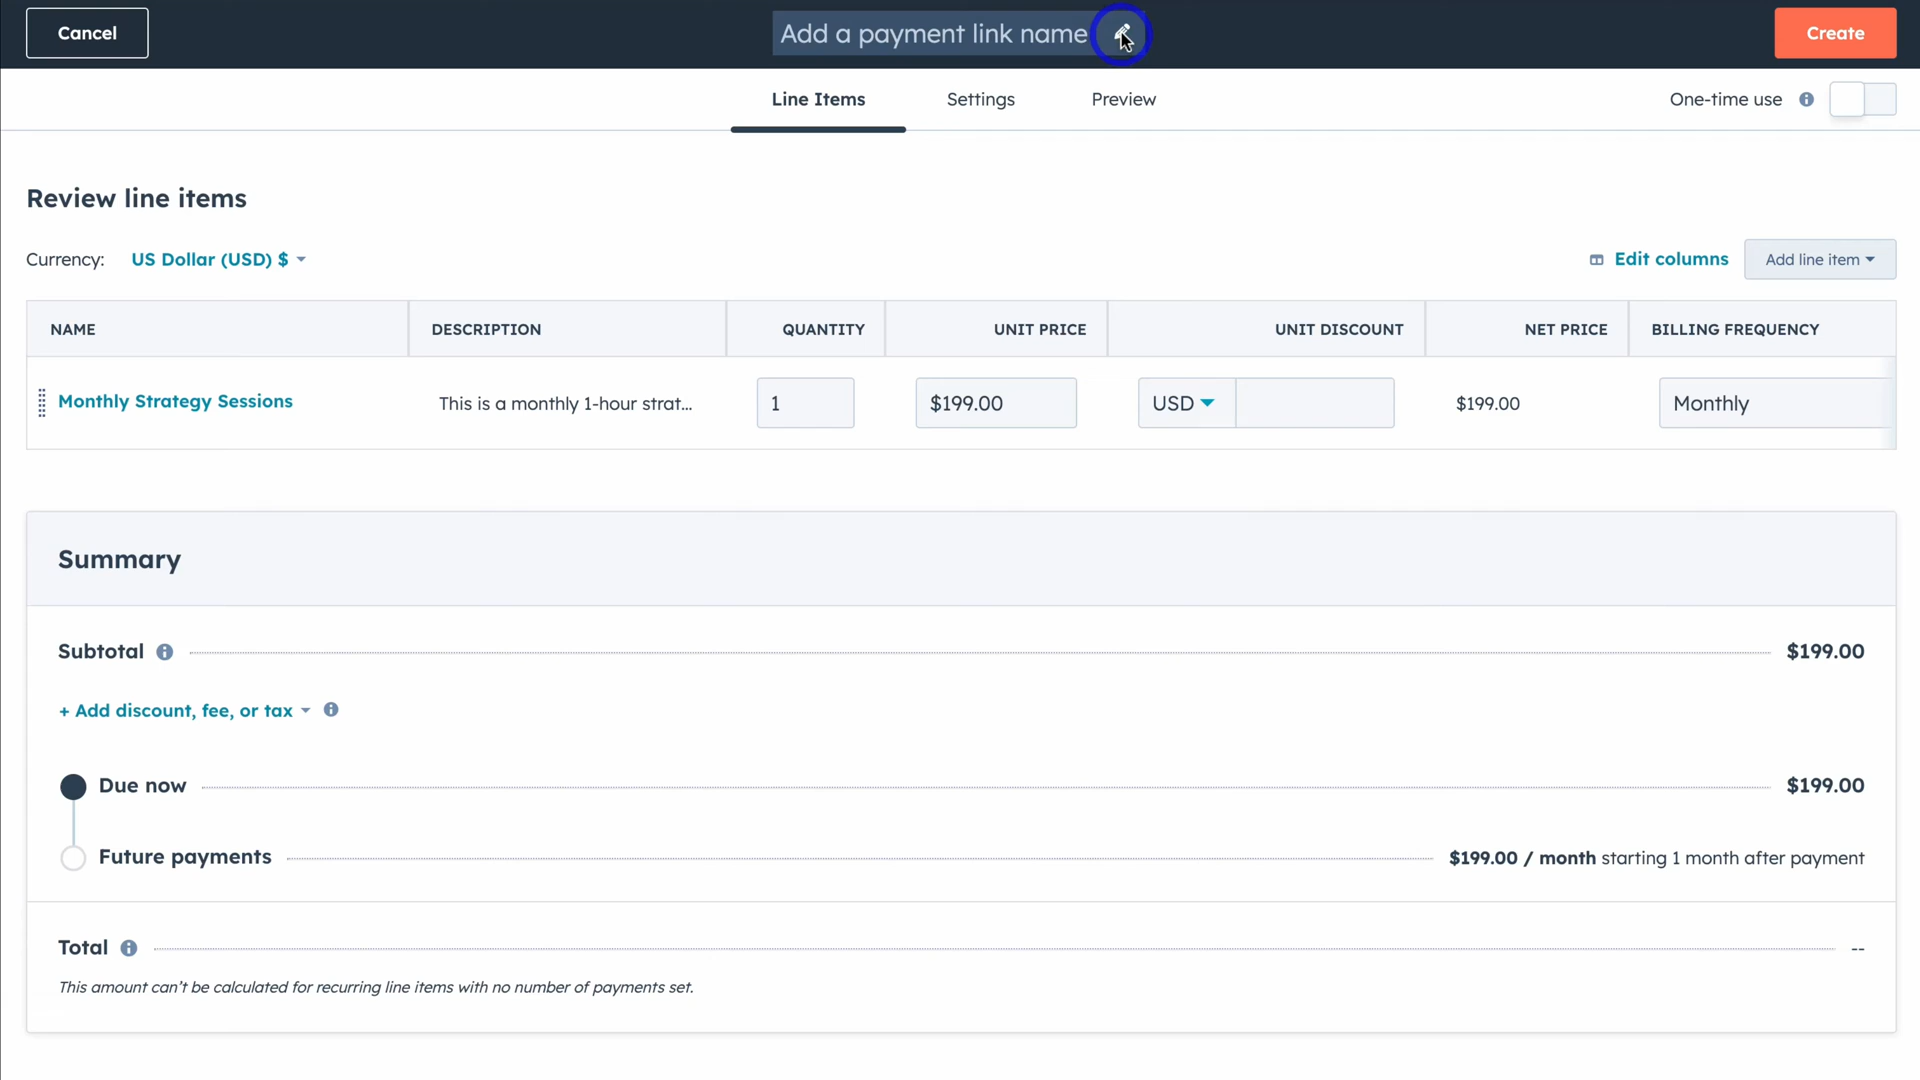 Cancel
Add a payment link name
Create
Line Items
Settings
Preview
One-time use
Review line items
Currency: US Dollar (USD) $
Edit columns
Add line item
NAME
DESCRIPTION
QUANTITY
UNIT PRICE
UNIT DISCOUNT
NET PRICE
BILLING FREQUENCY
Monthly Strategy Sessions
This is a monthly 1-hour strat...
1
$199.00
USD
$199.00
Monthly
Summary
Subtotal
$199.00
+ Add discount, fee, or tax
Due now
$199.00
Future payments
$199.00 / month starting 1 month after payment
Total
--
This amount can't be calculated for recurring line items with no number of payments set.